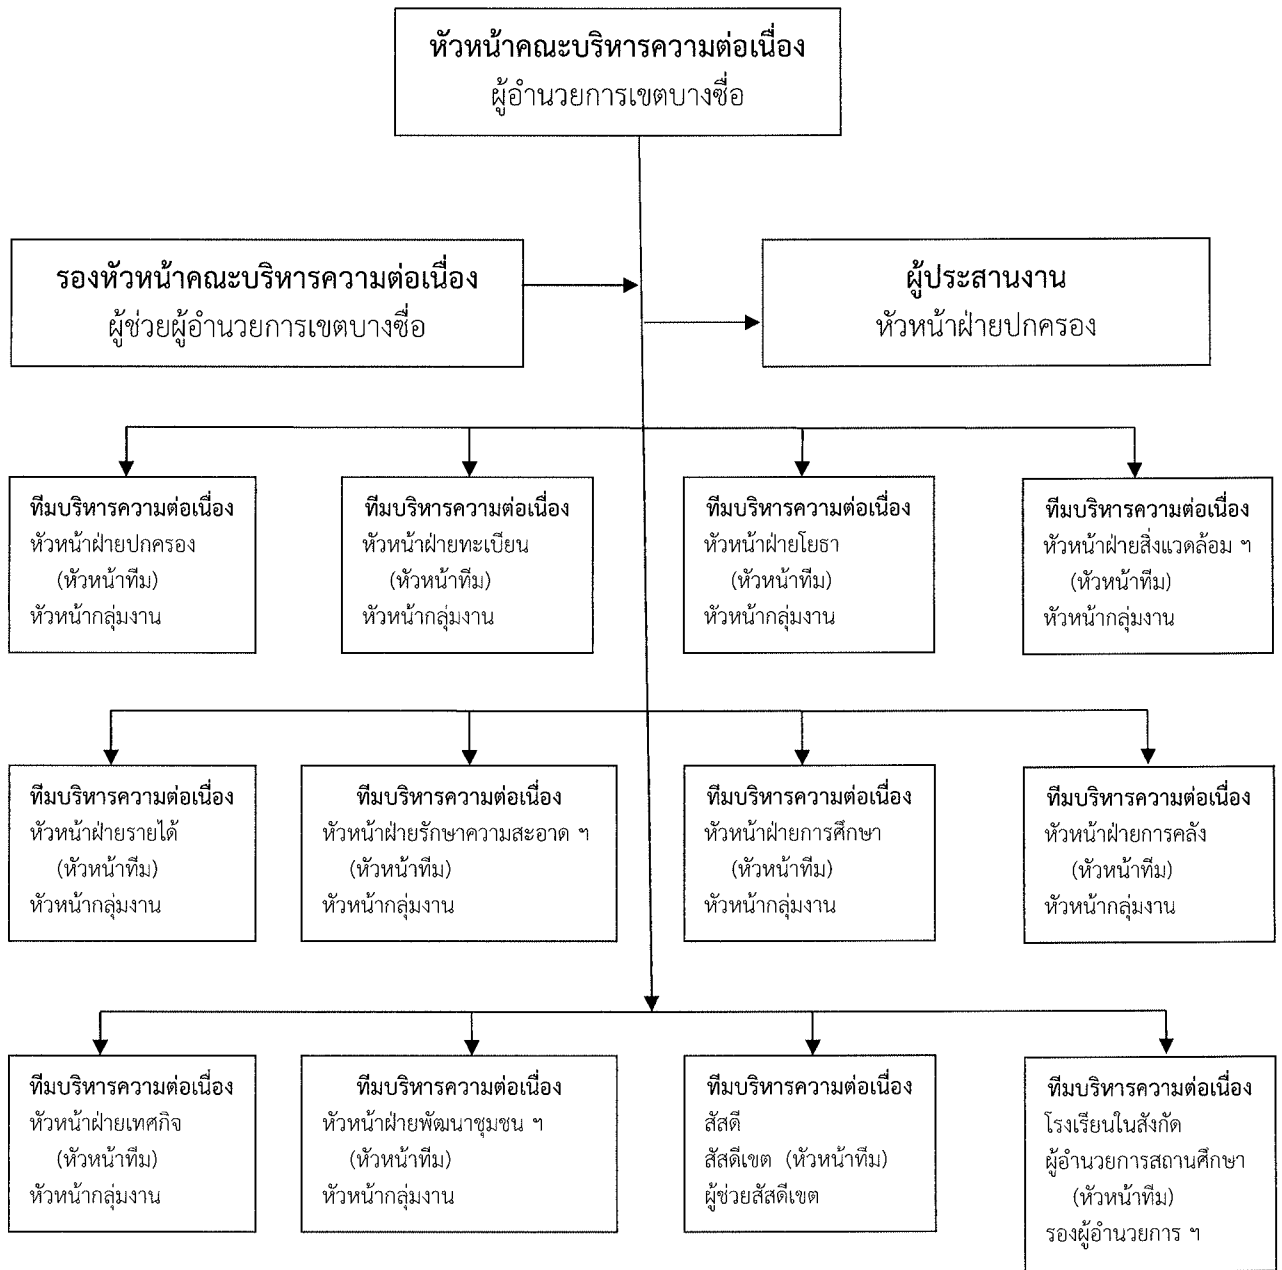 หัวหน้าคณะบริหารความต่อเนื่อง
ผู้อำนวยการเขตบางซื่อ
รองหัวหน้าคณะบริหารความต่อเนื่อง
ผู้ช่วยผู้อำนวยการเขตบางซื่อ
ผู้ประสานงาน
หัวหน้าฝ่ายปกครอง
ทีมบริหารความต่อเนื่อง
หัวหน้าฝ่ายปกครอง
(หัวหน้าทีม)
หัวหน้ากลุ่มงาน
ทีมบริหารความต่อเนื่อง
หัวหน้าฝ่ายทะเบียน
(หัวหน้าทีม)
หัวหน้ากลุ่มงาน
ทีมบริหารความต่อเนื่อง
หัวหน้าฝ่ายโยธา
(หัวหน้าทีม)
หัวหน้ากลุ่มงาน
ทีมบริหารความต่อเนื่อง
หัวหน้าฝ่ายสิ่งแวดล้อม ฯ
(หัวหน้าทีม)
หัวหน้ากลุ่มงาน
ทีมบริหารความต่อเนื่อง
หัวหน้าฝ่ายรายได้
(หัวหน้าทีม)
หัวหน้ากลุ่มงาน
ทีมบริหารความต่อเนื่อง
หัวหน้าฝ่ายรักษาความสะอาด ฯ
(หัวหน้าทีม)
หัวหน้ากลุ่มงาน
ทีมบริหารความต่อเนื่อง
หัวหน้าฝ่ายการศึกษา
(หัวหน้าทีม)
หัวหน้ากลุ่มงาน
ทีมบริหารความต่อเนื่อง
หัวหน้าฝ่ายการคลัง
(หัวหน้าทีม)
หัวหน้ากลุ่มงาน
ทีมบริหารความต่อเนื่อง
หัวหน้าฝ่ายเทศกิจ
(หัวหน้าทีม)
หัวหน้ากลุ่มงาน
ทีมบริหารความต่อเนื่อง
หัวหน้าฝ่ายพัฒนาชุมชน ฯ
(หัวหน้าทีม)
หัวหน้ากลุ่มงาน
ทีมบริหารความต่อเนื่อง
สัสดี
สัสดีเขต (หัวหน้าทีม)
ผู้ช่วยสัสดีเขต
ทีมบริหารความต่อเนื่อง
โรงเรียนในสังกัด
ผู้อำนวยการสถานศึกษา
(หัวหน้าทีม)
รองผู้อำนวยการ ฯ